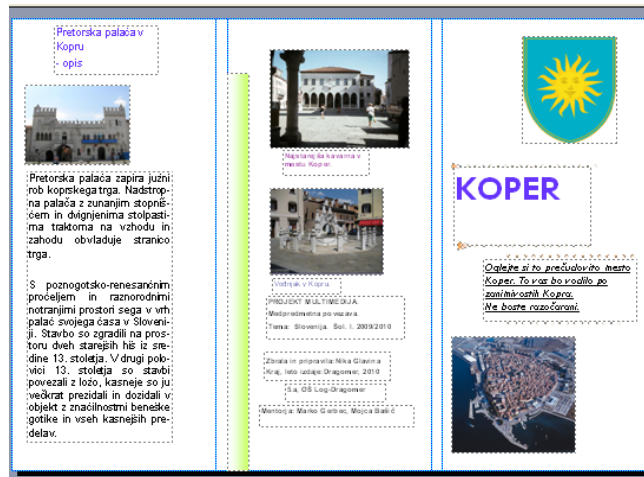 Pretorska palača v
Kopru
- opis
Pretorska palača zapira južni
rob koprskega trga. Nadstrop-
na palača z zunanjim stopniš-
čem in dvignjenima stolpasti-
ma traktoma na vzhodu in
zahodu obvladuje stranico
trga.
S poznogotsko-renesančnim
pročeljem in raznorodnimi
notranjimi prostori sega v vrh
palač svojega časa v Sloveni-
ji. Stavbo so zgradili na pros-
toru dveh starejših hiš iz sre-
dine 13. stoletja. V drugi polo-
vici 13. stoletja so stavbi
povezali z ložo, kasneje so ju
večkrat prezidali in dozidali v
objekt z značilnostmi beneške
gotike in vseh kasnejših pre-
delav.
Najstarejša kavarna v
mestu Koper.
Vodnjak v Kopru.
PROJEKT MULTIMEDIJA.
Medpredmetna povezava.
Tema: Slovenija. Šol. l. 2009/2010
Zbrala in pripravila: Nika Glavina
Kraj, leto izdaje: Dragomer, 2010
5.a, OŠ Log-Dragomer
Mentorja: Marko Gerbec, Mojca Bašić
KOPER
Oglejte si to prečudovito mesto
Koper. To vas bo vodilo po
zanimivostih Kopra.
Ne boste razočarani.